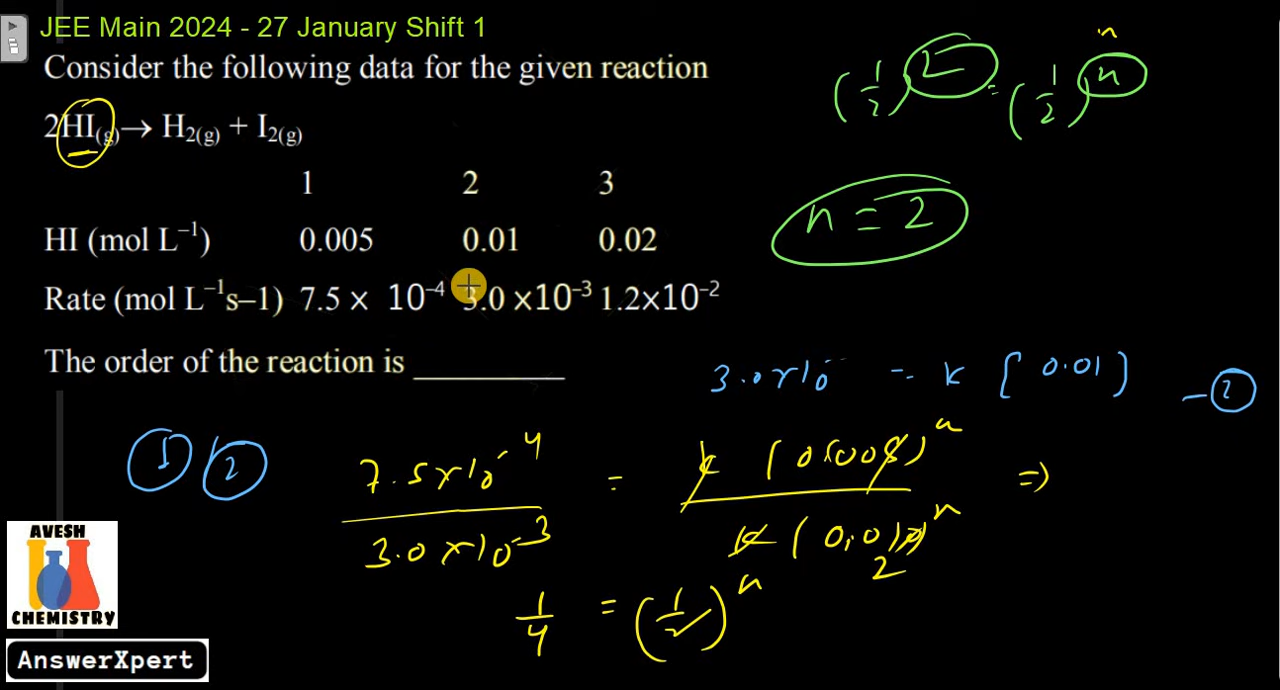 JEE Main 2024 - 27 January Shift 1
Consider the following data for the given reaction
2HI(g) → H2(g) + I2(g)
1 2 3
HI (mol L⁻¹) 0.005 0.01 0.02
Rate (mol L⁻¹s–1) 7.5 × 10⁻⁴ 3.0 ×10⁻³ 1.2×10⁻²
The order of the reaction is ________
(1/2)² = (1/2)ⁿ
n
n = 2
3.0×10⁻ = k [0.01] – ②
① ②
7.5×10⁻⁴ / 3.0×10⁻³ = k (0.005)ⁿ / k (0.010)ⁿ ⇒
2
1/4 = (1/2)ⁿ
AVESH
CHEMISTRY
AnswerXpert